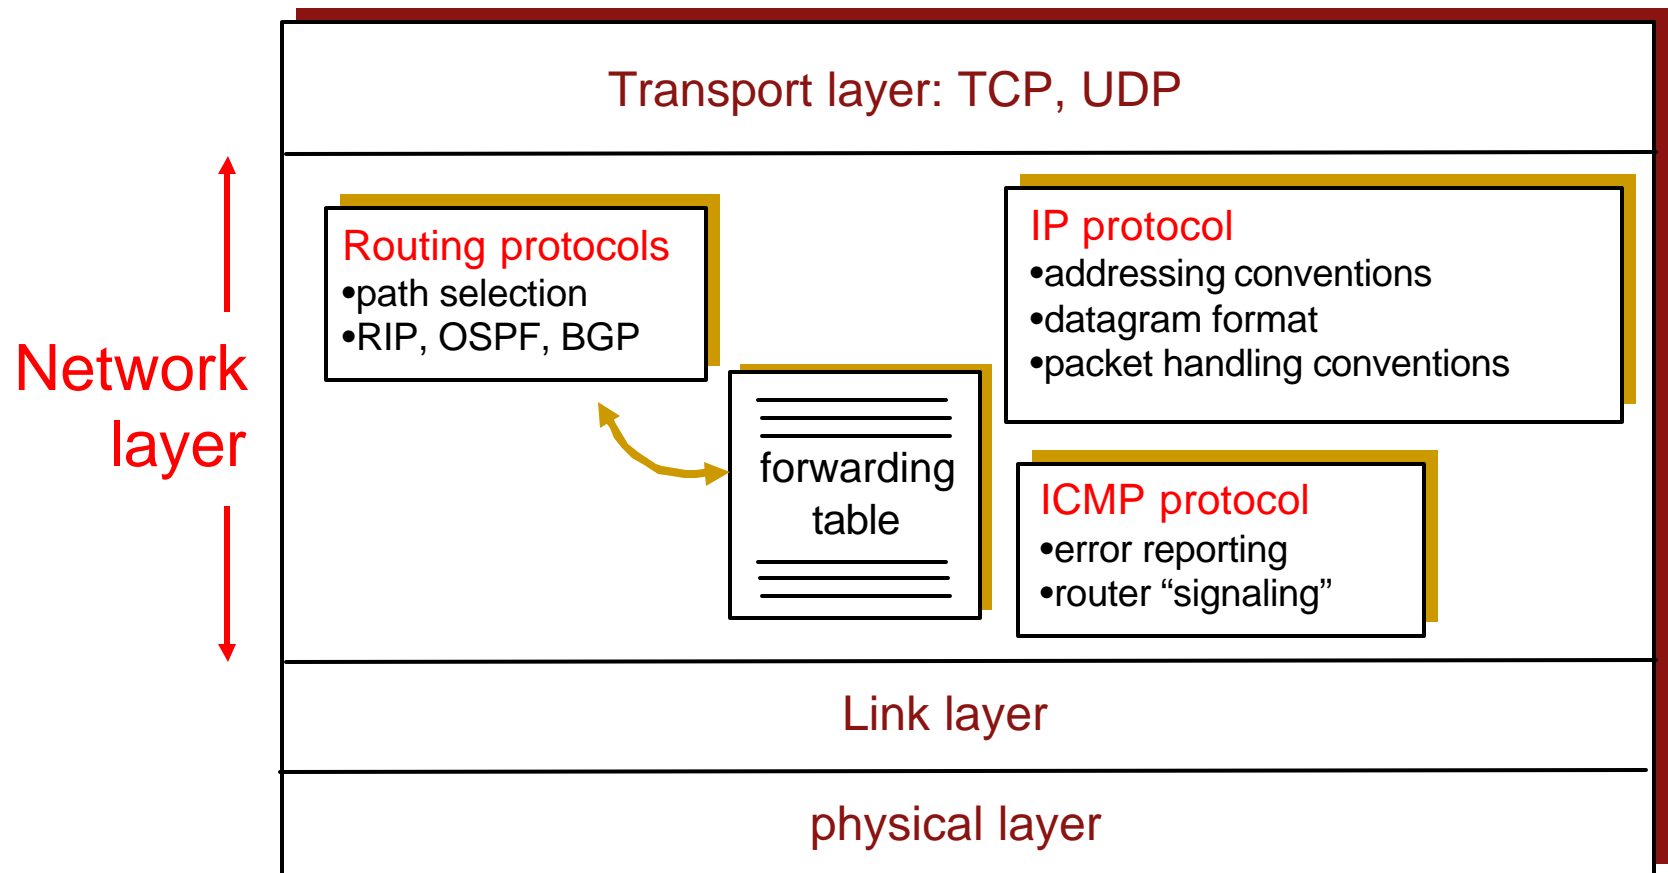 Transport layer: TCP, UDP
Network
layer
Routing protocols
•path selection
•RIP, OSPF, BGP
forwarding
table
IP protocol
•addressing conventions
•datagram format
•packet handling conventions
ICMP protocol
•error reporting
•router “signaling”
Link layer
physical layer